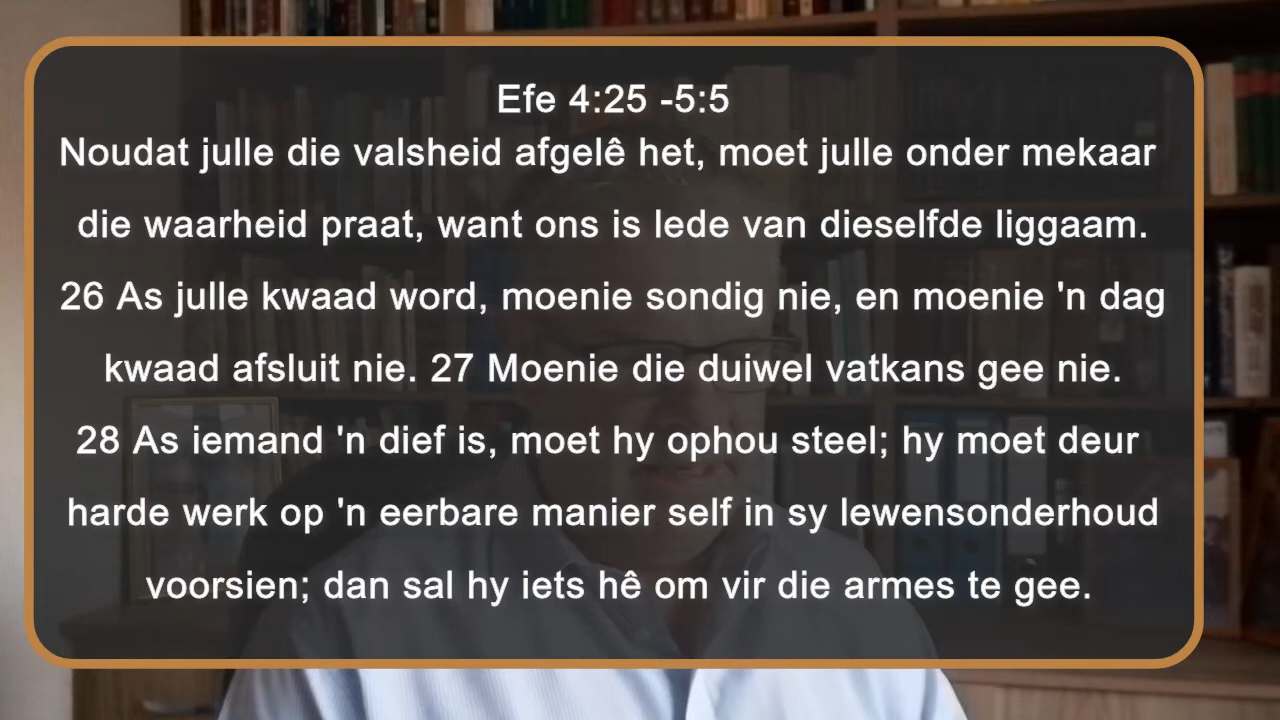 Efe 4:25 -5:5
Noudat julle die valsheid afgelê het, moet julle onder mekaar
die waarheid praat, want ons is lede van dieselfde liggaam.
26 As julle kwaad word, moenie sondig nie, en moenie 'n dag
kwaad afsluit nie. 27 Moenie die duiwel vatkans gee nie.
28 As iemand 'n dief is, moet hy ophou steel; hy moet deur
harde werk op 'n eerbare manier self in sy lewensonderhoud
voorsien; dan sal hy iets hê om vir die armes te gee.